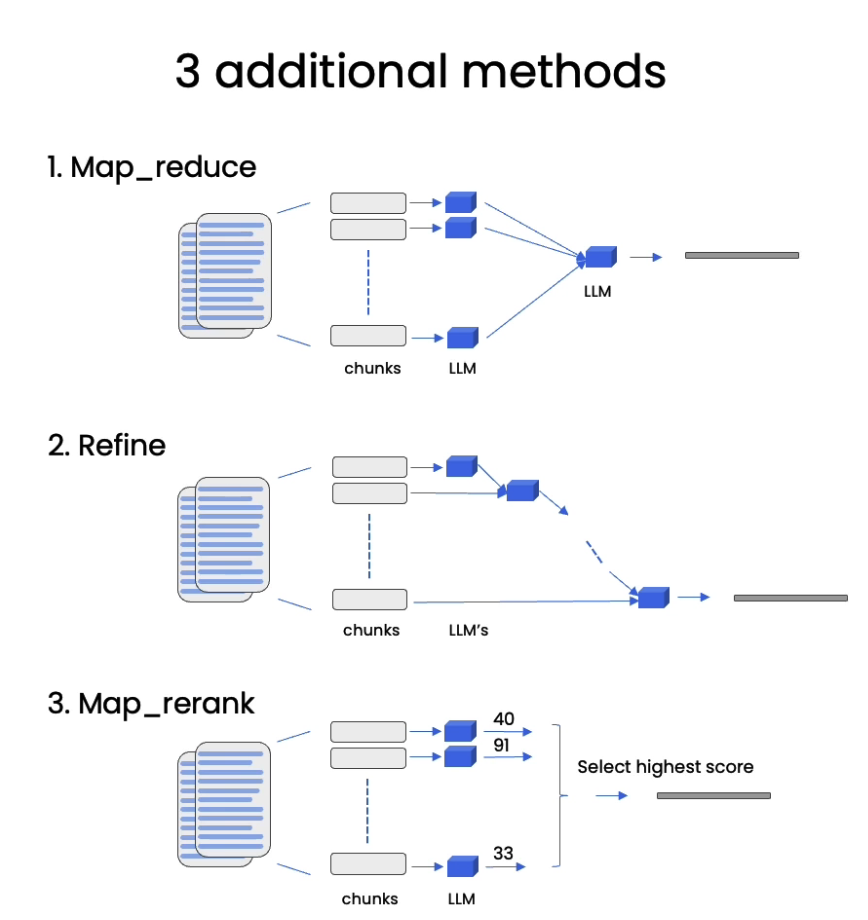 3 additional methods
1. Map_reduce
LLM
chunks LLM
2. Refine
chunks LLM's
3. Map_rerank
40
91
Select highest score
33
chunks LLM